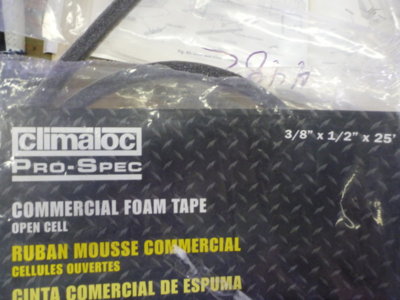 climaloc
PRO-SPEC
3/8" x 1/2" x 25'
COMMERCIAL FOAM TAPE
OPEN CELL
RUBAN MOUSSE COMMERCIAL
CELLULES OUVERTES
CINTA COMERCIAL DE ESPUMA